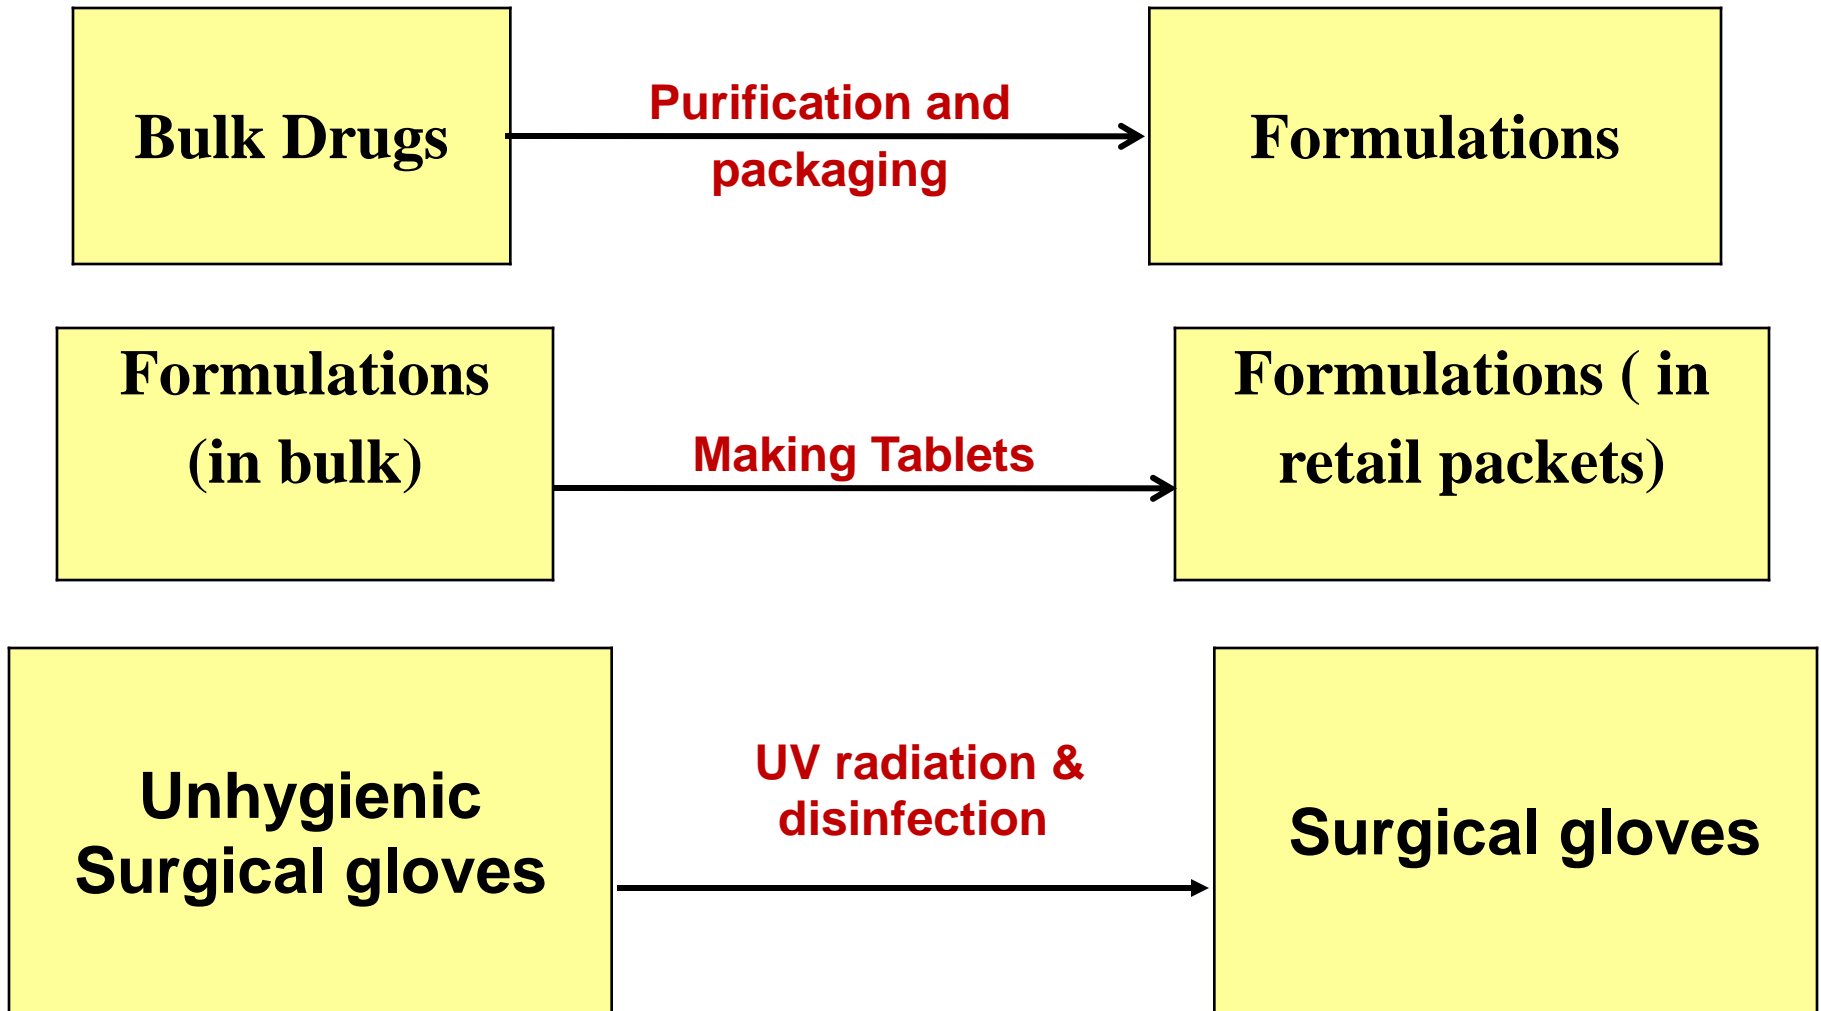 Bulk Drugs
Purification and
packaging
Formulations
Formulations
(in bulk)
Making Tablets
Formulations ( in
retail packets)
Unhygienic
Surgical gloves
UV radiation &
disinfection
Surgical gloves